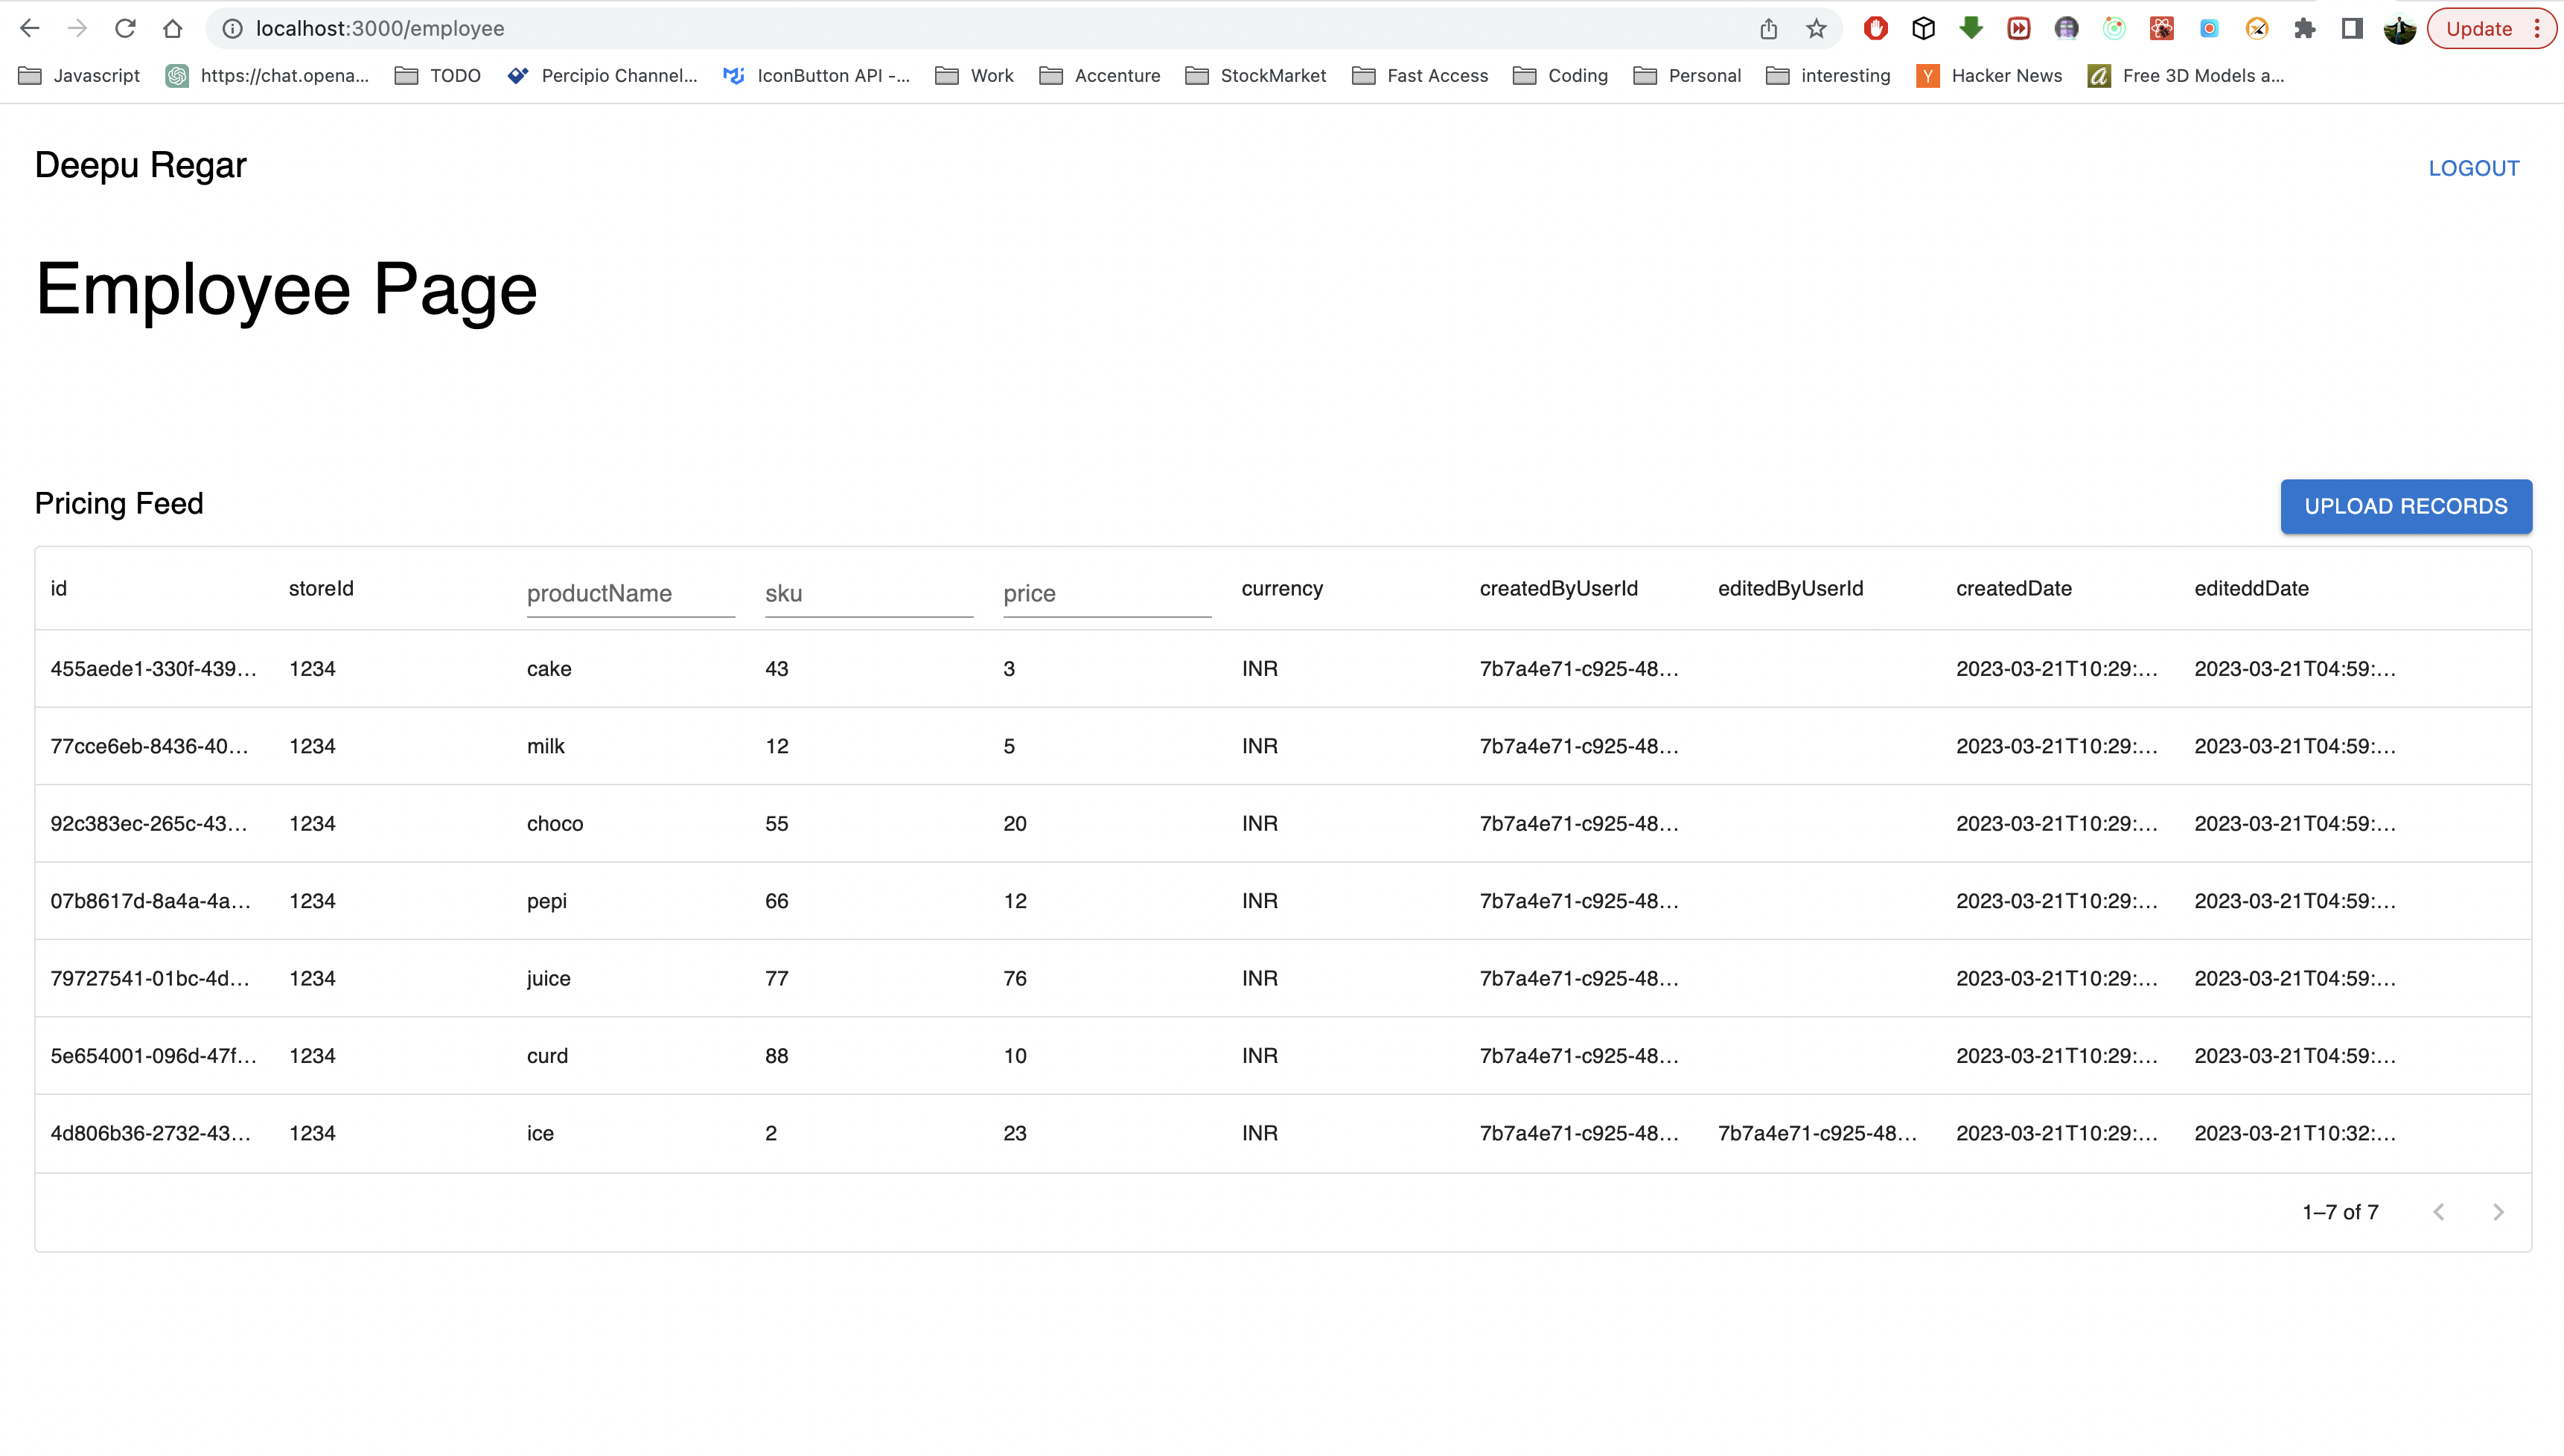 localhost:3000/employee Update
Javascript https://chat.opena... TODO Percipio Channel... IconButton API -... Work Accenture StockMarket Fast Access Coding Personal interesting Hacker News Free 3D Models a...
Deepu Regar LOGOUT
Employee Page
Pricing Feed UPLOAD RECORDS
id storeId productName sku price currency createdByUserId editedByUserId createdDate editeddDate
455aede1-330f-439... 1234 cake 43 3 INR 7b7a4e71-c925-48... 2023-03-21T10:29:... 2023-03-21T04:59:...
77cce6eb-8436-40... 1234 milk 12 5 INR 7b7a4e71-c925-48... 2023-03-21T10:29:... 2023-03-21T04:59:...
92c383ec-265c-43... 1234 choco 55 20 INR 7b7a4e71-c925-48... 2023-03-21T10:29:... 2023-03-21T04:59:...
07b8617d-8a4a-4a... 1234 pepi 66 12 INR 7b7a4e71-c925-48... 2023-03-21T10:29:... 2023-03-21T04:59:...
79727541-01bc-4d... 1234 juice 77 76 INR 7b7a4e71-c925-48... 2023-03-21T10:29:... 2023-03-21T04:59:...
5e654001-096d-47f... 1234 curd 88 10 INR 7b7a4e71-c925-48... 2023-03-21T10:29:... 2023-03-21T04:59:...
4d806b36-2732-43... 1234 ice 2 23 INR 7b7a4e71-c925-48... 7b7a4e71-c925-48... 2023-03-21T10:29:... 2023-03-21T10:32:...
1–7 of 7